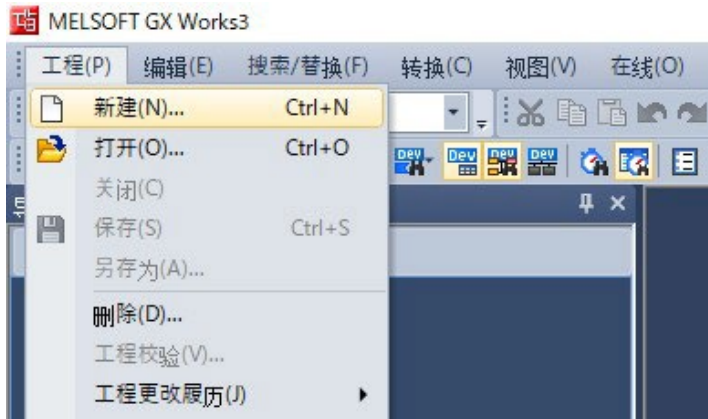 MELSOFT GX Works3
工程(P) 编辑(E) 搜索/替换(F) 转换(C) 视图(V) 在线(O)
新建(N)... Ctrl+N
打开(O)... Ctrl+O
关闭(C)
保存(S) Ctrl+S
另存为(A)...
删除(D)...
工程校验(V)...
工程更改履历(J)